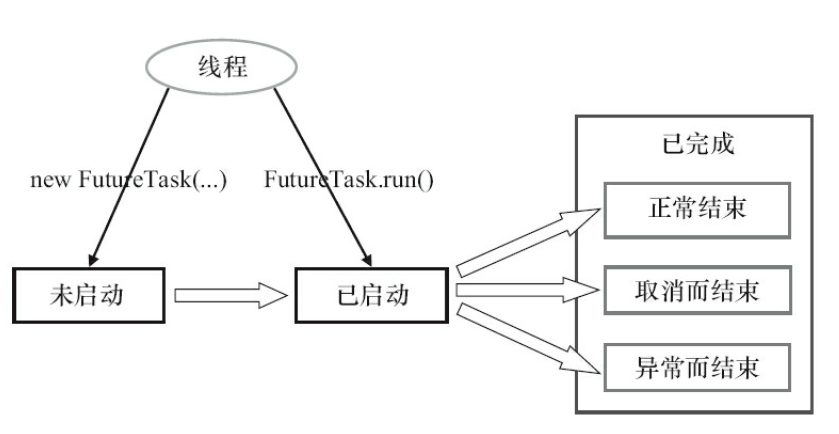 线程
new FutureTask(...)
FutureTask.run()
未启动
已启动
已完成
正常结束
取消而结束
异常而结束